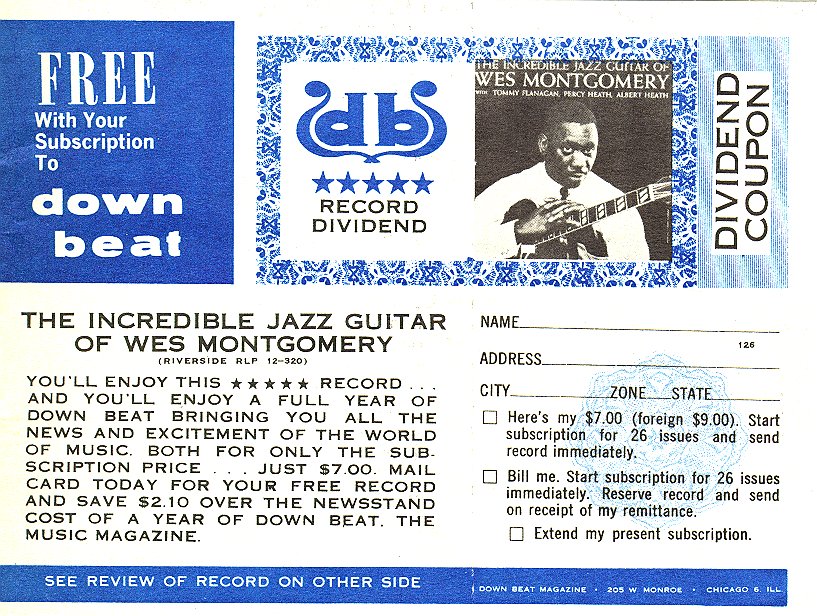 FREE
With Your
Subscription
To
down
beat
db
★★★★★
RECORD
DIVIDEND
THE INCREDIBLE JAZZ GUITAR OF
WES MONTGOMERY
WITH TOMMY FLANAGAN, PERCY HEATH, ALBERT HEATH
DIVIDEND
COUPON
THE INCREDIBLE JAZZ GUITAR
OF WES MONTGOMERY
(RIVERSIDE RLP 12-320)
YOU'LL ENJOY THIS ★★★★★ RECORD . . .
AND YOU'LL ENJOY A FULL YEAR OF
DOWN BEAT BRINGING YOU ALL THE
NEWS AND EXCITEMENT OF THE WORLD
OF MUSIC. BOTH FOR ONLY THE SUB-
SCRIPTION PRICE . . . JUST $7.00. MAIL
CARD TODAY FOR YOUR FREE RECORD
AND SAVE $2.10 OVER THE NEWSSTAND
COST OF A YEAR OF DOWN BEAT. THE
MUSIC MAGAZINE.
NAME
126
ADDRESS
CITY ZONE STATE
Here's my $7.00 (foreign $9.00). Start
subscription for 26 issues and send
record immediately.
Bill me. Start subscription for 26 issues
immediately. Reserve record and send
on receipt of my remittance.
Extend my present subscription.
SEE REVIEW OF RECORD ON OTHER SIDE
DOWN BEAT MAGAZINE • 205 W MONROE • CHICAGO 6 ILL